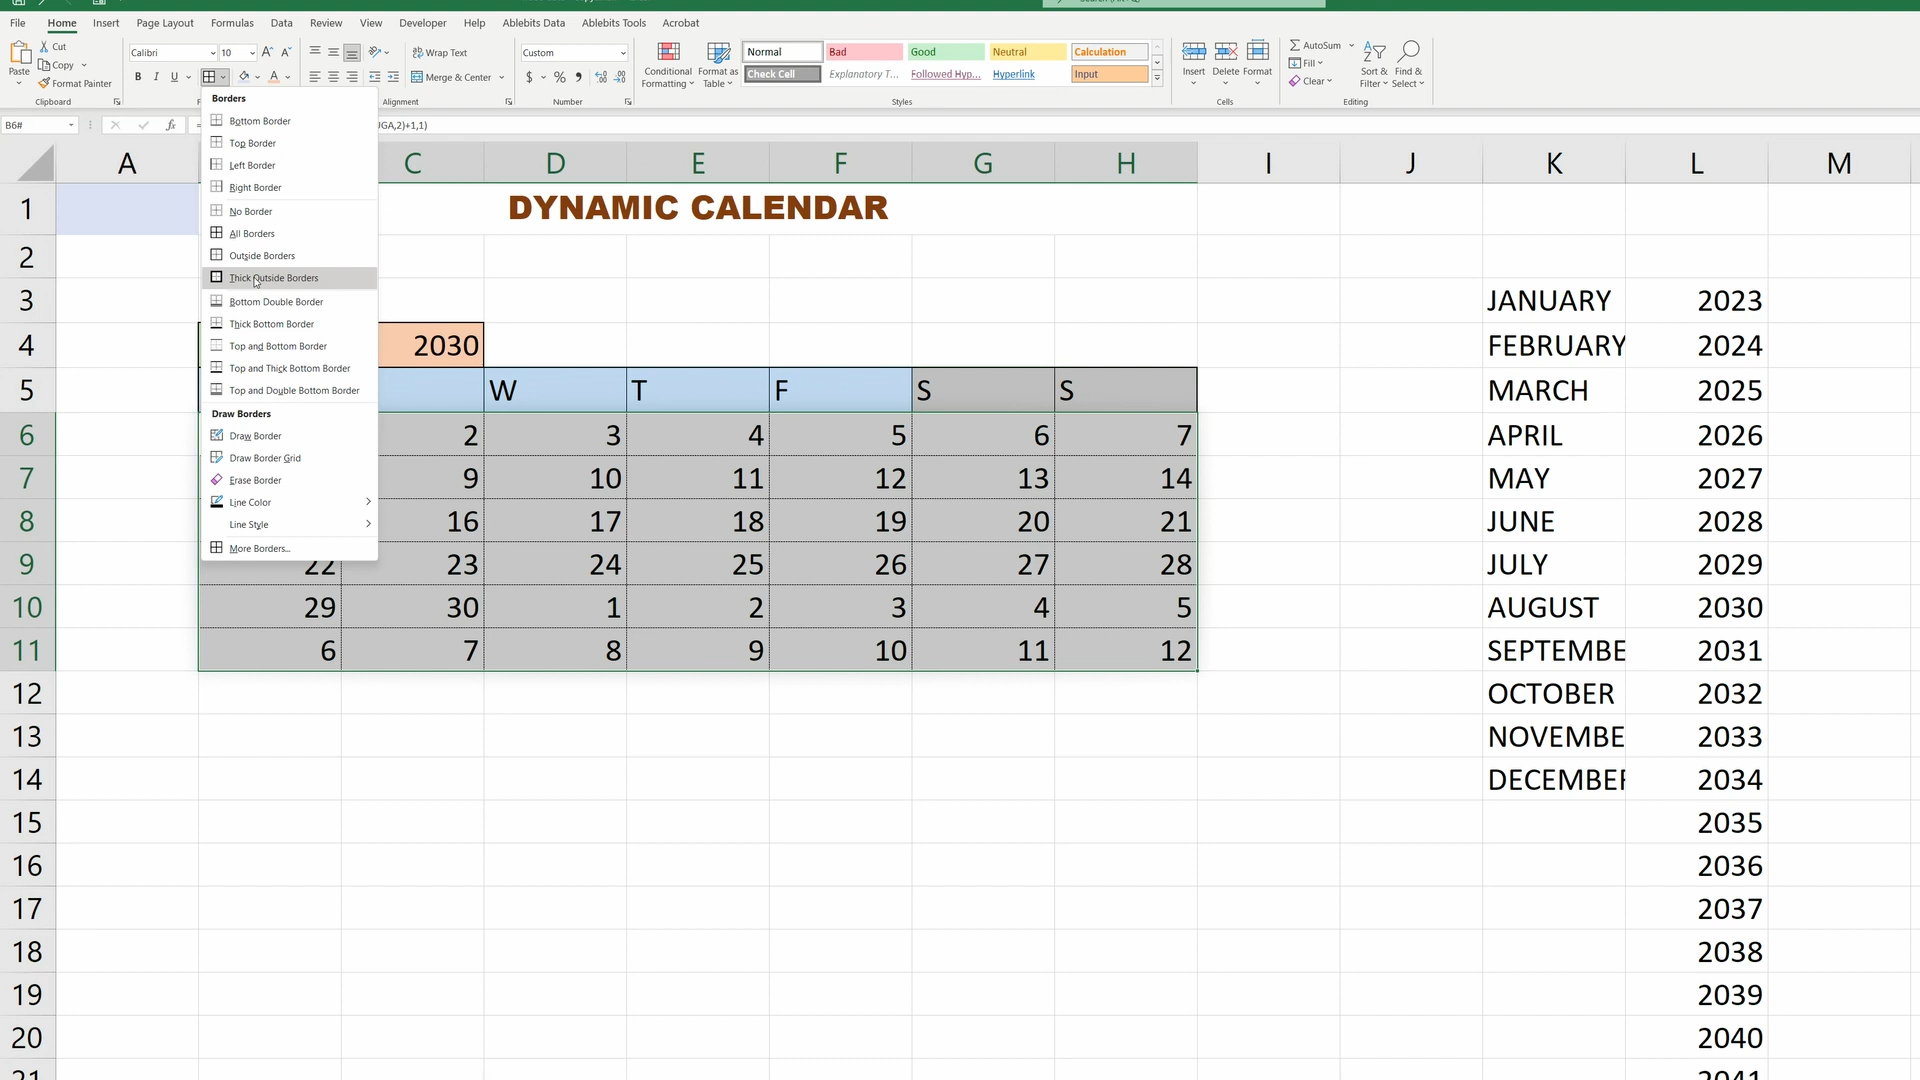 File Home Insert Page Layout Formulas Data Review View Developer Help Ablebits Data Ablebits Tools Acrobat
Paste Cut Copy Format Painter Clipboard
Calibri 10 B I U
Wrap Text Merge & Center Alignment
Custom $ % Number
Conditional Formatting Format as Table
Normal Bad Good Neutral Calculation
Check Cell Explanatory T... Followed Hyp... Hyperlink Input
Styles
Insert Delete Format Cells
AutoSum Fill Clear Sort & Filter Find & Select Editing
B6# fx GA,2)+1,1)
Borders
Bottom Border
Top Border
Left Border
Right Border
No Border
All Borders
Outside Borders
Thick Outside Borders
Bottom Double Border
Thick Bottom Border
Top and Bottom Border
Top and Thick Bottom Border
Top and Double Bottom Border
Draw Borders
Draw Border
Draw Border Grid
Erase Border
Line Color
Line Style
More Borders...
A C D E F G H I J K L M
1 DYNAMIC CALENDAR
2
3 JANUARY 2023
4 2030 FEBRUARY 2024
5 W T F S S MARCH 2025
6 2 3 4 5 6 7 APRIL 2026
7 9 10 11 12 13 14 MAY 2027
8 16 17 18 19 20 21 JUNE 2028
9 22 23 24 25 26 27 28 JULY 2029
10 29 30 1 2 3 4 5 AUGUST 2030
11 6 7 8 9 10 11 12 SEPTEMBE 2031
12 OCTOBER 2032
13 NOVEMBE 2033
14 DECEMBER 2034
15 2035
16 2036
17 2037
18 2038
19 2039
20 2040
21 2041